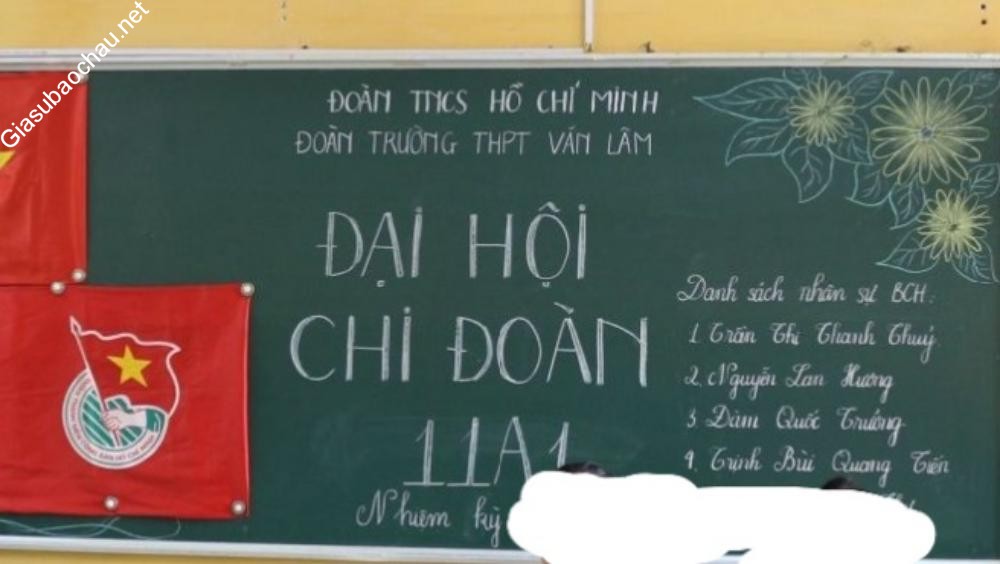 Giasubaochau.net
ĐOÀN TNCS HỒ CHÍ MINH
ĐOÀN TRƯỜNG THPT VĂN LÂM
ĐẠI HỘI
CHI ĐOÀN
11A1
Nhiệm kỳ
Danh sách nhân sự BCH:
1. Trần Thị Thanh Thuỷ
2. Nguyễn Lan Hương
3. Đàm Quốc Trưởng
4. Trịnh Bùi Quang Tiến